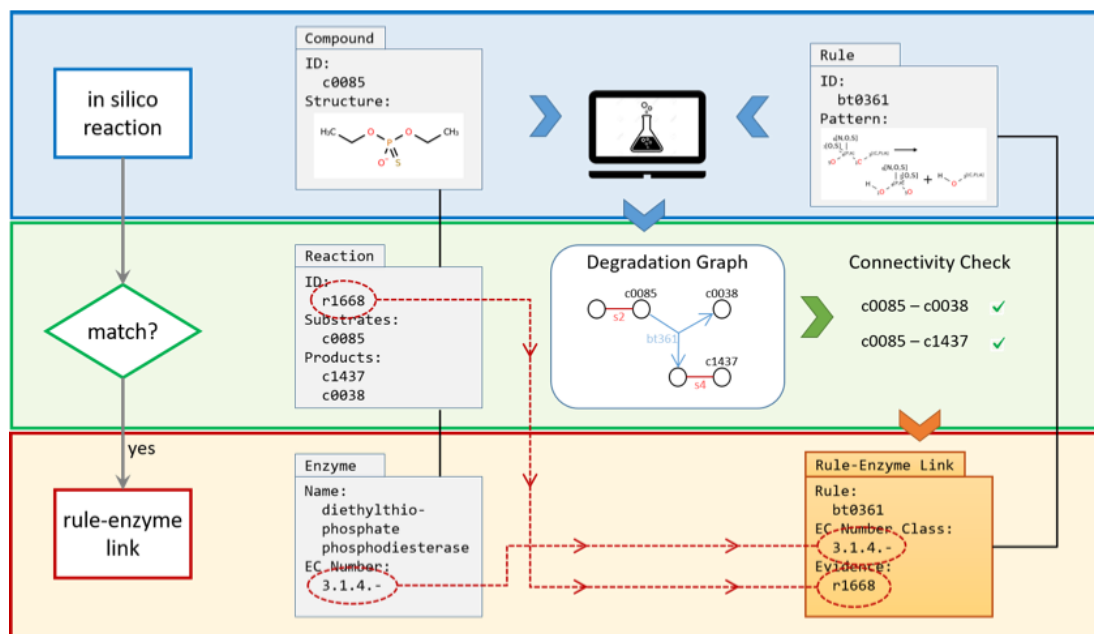 in silico
reaction
Compound
ID:
c0085
Structure:
H₃C
O
O
CH₃
P
O⁻
S
Rule
ID:
bt0361
Pattern:
match?
yes
Reaction
ID:
r1668
Substrates:
c0085
Products:
c1437
c0038
Degradation Graph
c0085
c0038
s2
bt361
c1437
s4
Connectivity Check
c0085 – c0038 ✓
c0085 – c1437 ✓
rule-enzyme
link
Enzyme
Name:
diethylthio-
phosphate
phosphodiesterase
EC Number:
3.1.4.-
Rule-Enzyme Link
Rule:
bt0361
EC Number Class:
3.1.4.-
Evidence:
r1668